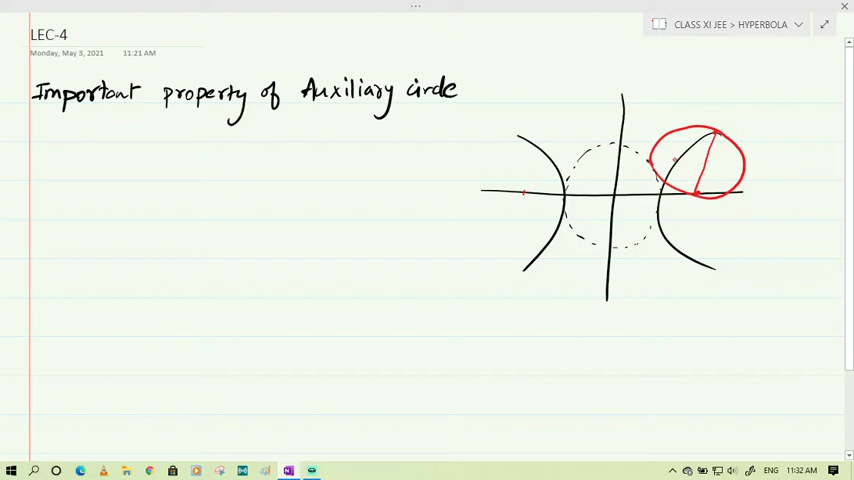 CLASS XI JEE > HYPERBOLA
LEC-4
Monday, May 3, 2021 11:21 AM
Important property of Auxiliary circle
ENG 11:32 AM